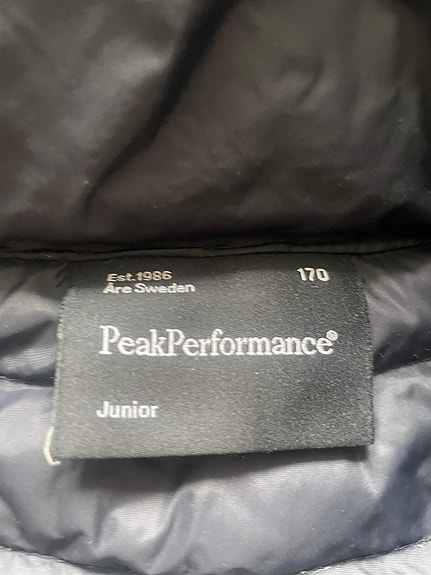 Est.1986 170
Åre Sweden
PeakPerformance®
Junior